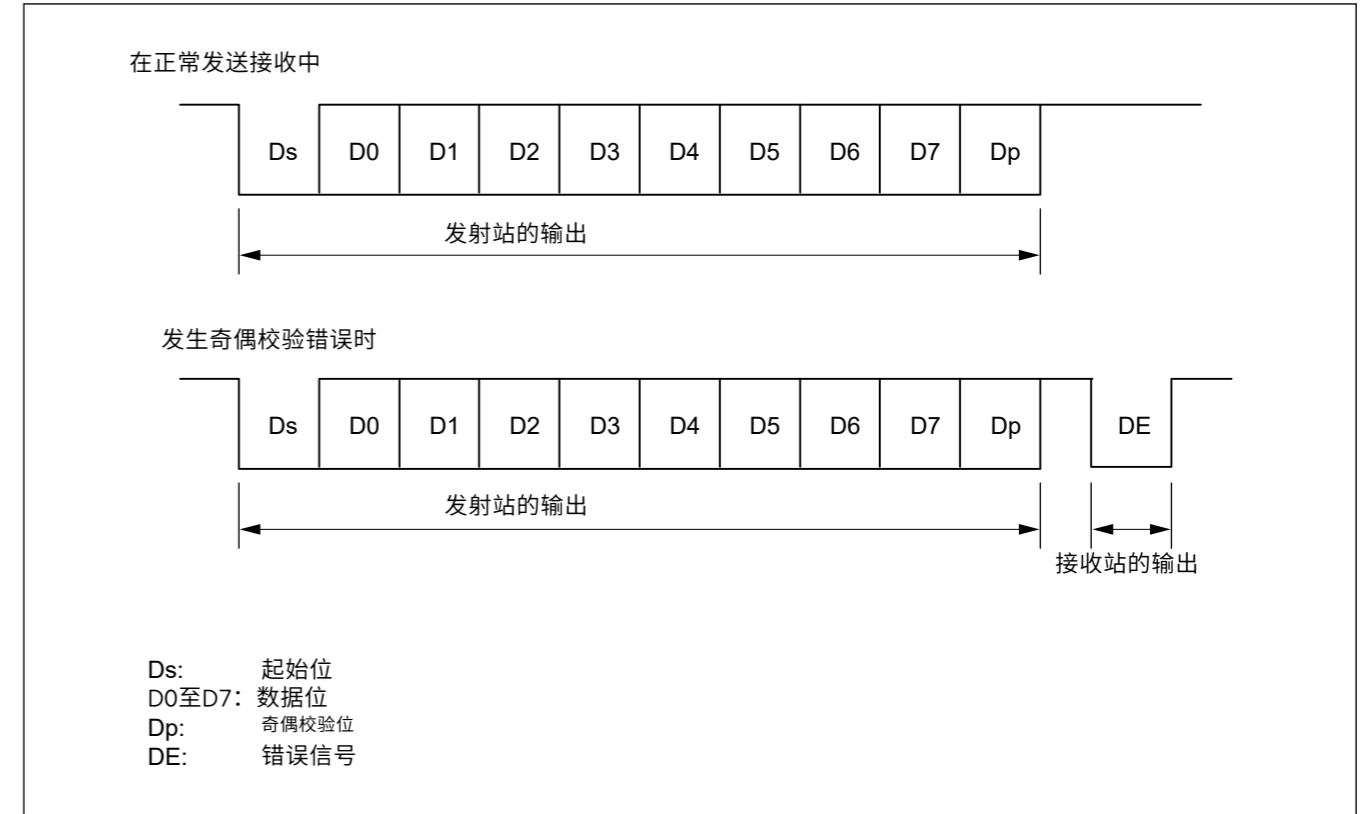 在正常发送接收中
Ds D0 D1 D2 D3 D4 D5 D6 D7 Dp
发射站的输出
发生奇偶校验错误时
Ds D0 D1 D2 D3 D4 D5 D6 D7 Dp DE
发射站的输出
接收站的输出
Ds: 起始位
D0至D7：数据位
Dp: 奇偶校验位
DE: 错误信号